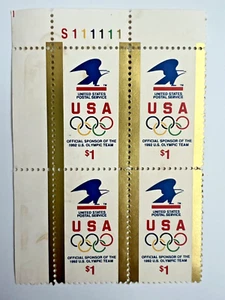 S111111
UNITED STATES
POSTAL SERVICE
USA
OFFICIAL SPONSOR OF THE
1992 U.S. OLYMPIC TEAM
$1
UNITED STATES
POSTAL SERVICE
USA
OFFICIAL SPONSOR OF THE
1992 U.S. OLYMPIC TEAM
$1
UNITED STATES
POSTAL SERVICE
USA
OFFICIAL SPONSOR OF THE
1992 U.S. OLYMPIC TEAM
$1
UNITED STATES
POSTAL SERVICE
USA
OFFICIAL SPONSOR OF THE
1992 U.S. OLYMPIC TEAM
$1